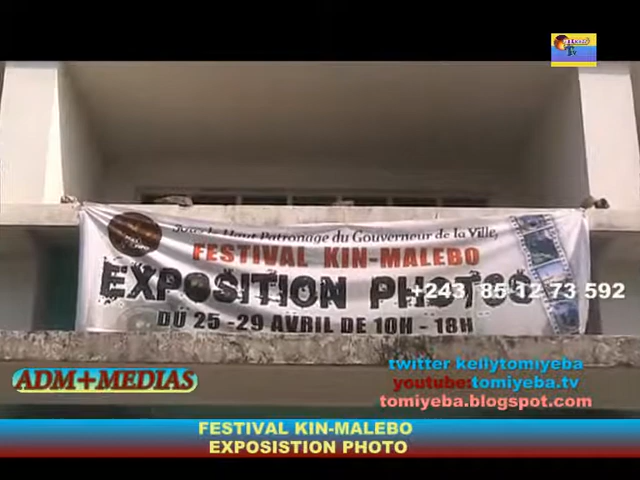 Sous le Haut Patronage du Gouverneur de la Ville,
FESTIVAL KIN-MALEBO
EXPOSITION PHOTOS
DU 25 - 29 AVRIL DE 10H - 18H
+243, 85 12 73 592
ADM+MEDIAS
twitter kellytomiyeba
youtube:tomiyeba.tv
tomiyeba.blogspot.com
FESTIVAL KIN-MALEBO
EXPOSISTION PHOTO